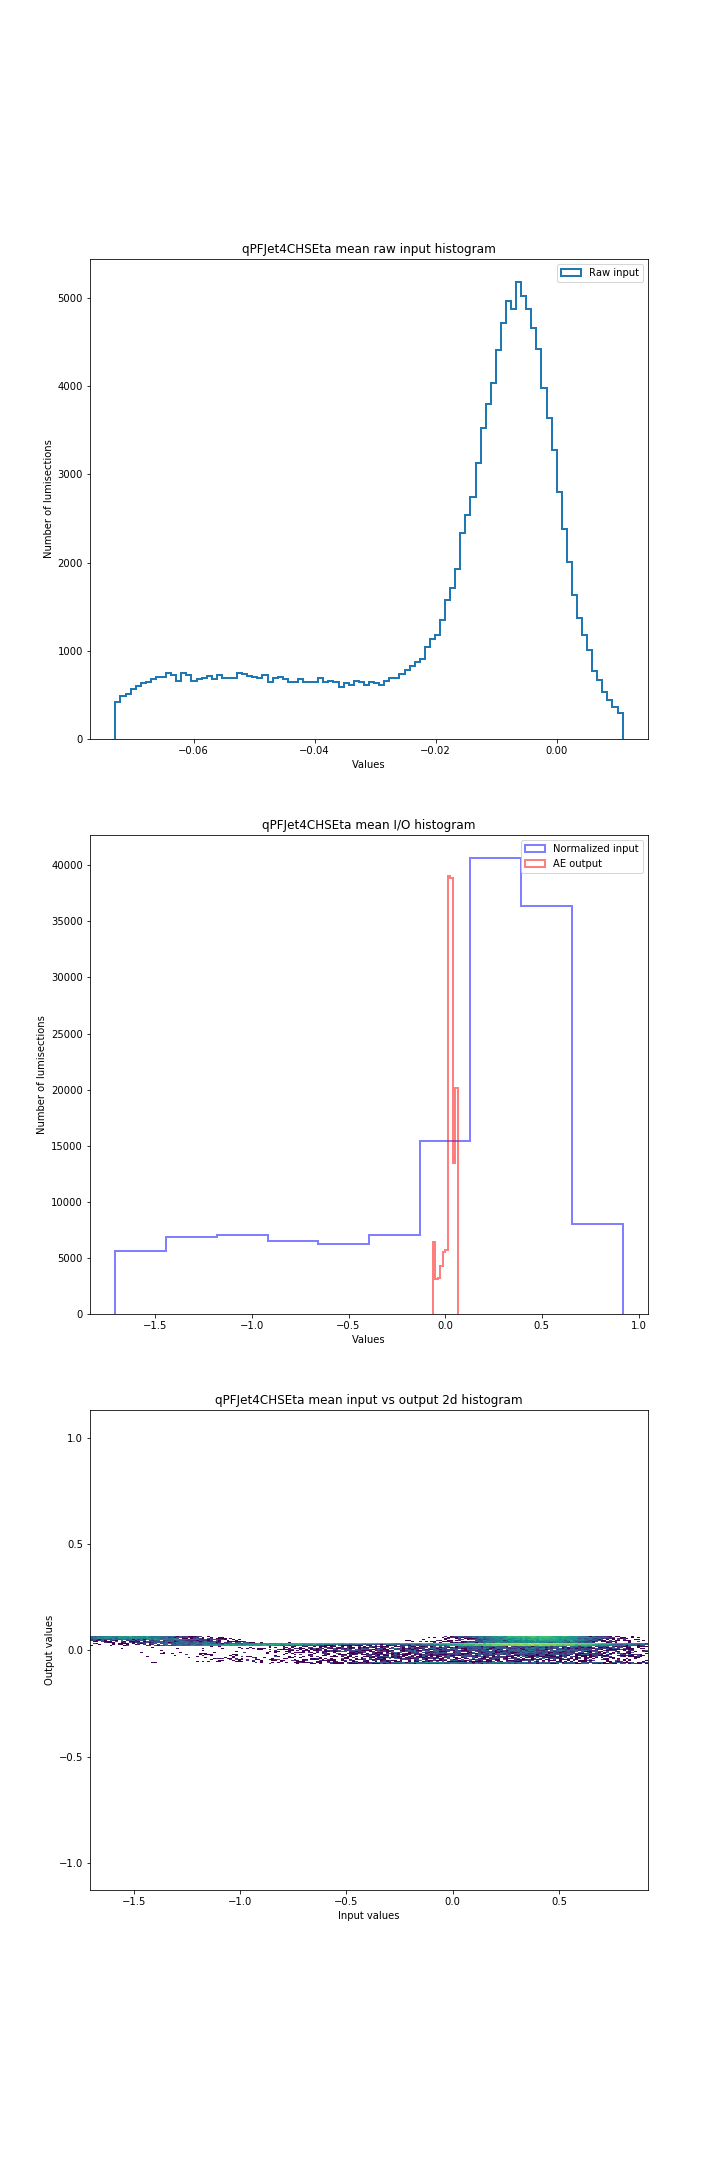 qPFJet4CHSEta mean raw input histogram
Raw input
5000
4000
3000
2000
1000
0
Number of lumisections
−0.06 −0.04 −0.02 0.00
Values
qPFJet4CHSEta mean I/O histogram
Normalized input
AE output
40000
35000
30000
25000
20000
15000
10000
5000
0
Number of lumisections
−1.5 −1.0 −0.5 0.0 0.5 1.0
Values
qPFJet4CHSEta mean input vs output 2d histogram
1.0
0.5
0.0
−0.5
−1.0
Output values
−1.5 −1.0 −0.5 0.0 0.5
Input values